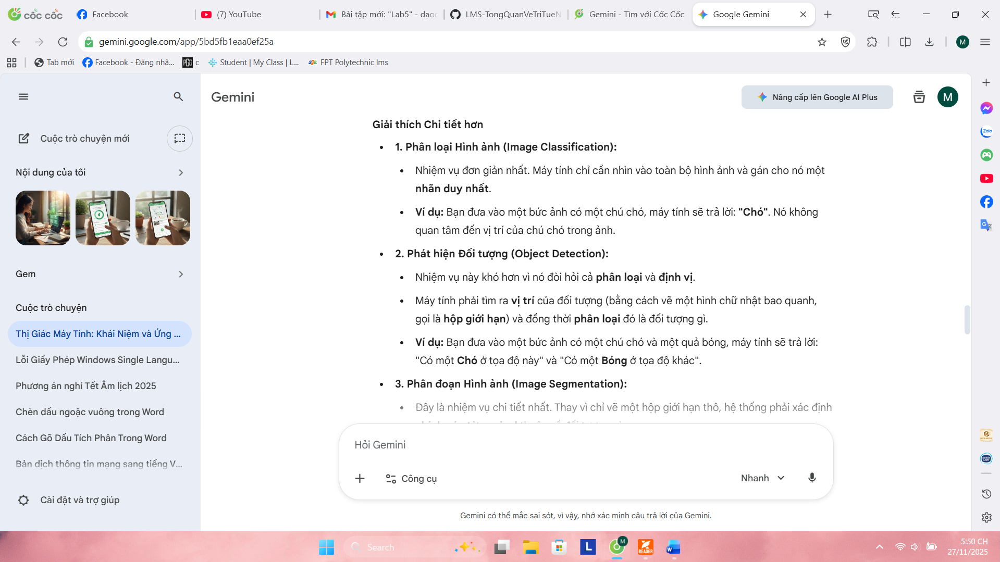 cốc cốc
Facebook
(7) YouTube
Bài tập mới: "Lab5" - daoc
LMS-TongQuanVeTriTueN
Gemini - Tìm với Cốc Cốc
Google Gemini
gemini.google.com/app/5bd5fb1eaa0ef25a
M
Tab mới
Facebook - Đăng nhậ...
PGG
c
Student | My Class | L...
FPT Polytechnic lms
Gemini
Nâng cấp lên Google AI Plus
M
Cuộc trò chuyện mới
Nội dung của tôi
Gem
Cuộc trò chuyện
Thị Giác Máy Tính: Khái Niệm và Ứng ...
Lỗi Giấy Phép Windows Single Langu...
Phương án nghỉ Tết Âm lịch 2025
Chèn dấu ngoặc vuông trong Word
Cách Gõ Dấu Tích Phân Trong Word
Bản dịch thông tin mạng sang tiếng V...
Cài đặt và trợ giúp
Giải thích Chi tiết hơn
• 1. Phân loại Hình ảnh (Image Classification):
• Nhiệm vụ đơn giản nhất. Máy tính chỉ cần nhìn vào toàn bộ hình ảnh và gán cho nó một
nhãn duy nhất.
• Ví dụ: Bạn đưa vào một bức ảnh có một chú chó, máy tính sẽ trả lời: "Chó". Nó không
quan tâm đến vị trí của chú chó trong ảnh.
• 2. Phát hiện Đối tượng (Object Detection):
• Nhiệm vụ này khó hơn vì nó đòi hỏi cả phân loại và định vị.
• Máy tính phải tìm ra vị trí của đối tượng (bằng cách vẽ một hình chữ nhật bao quanh,
gọi là hộp giới hạn) và đồng thời phân loại đó là đối tượng gì.
• Ví dụ: Bạn đưa vào một bức ảnh có một chú chó và một quả bóng, máy tính sẽ trả lời:
"Có một Chó ở tọa độ này" và "Có một Bóng ở tọa độ khác".
• 3. Phân đoạn Hình ảnh (Image Segmentation):
• Đây là nhiệm vụ chi tiết nhất. Thay vì chỉ vẽ một hộp giới hạn thô, hệ thống phải xác định
Hỏi Gemini
Công cụ
Nhanh
Gemini có thể mắc sai sót, vì vậy, nhớ xác minh câu trả lời của Gemini.
Zalo
Search
L
M
READER
W
5:50 CH
27/11/2025